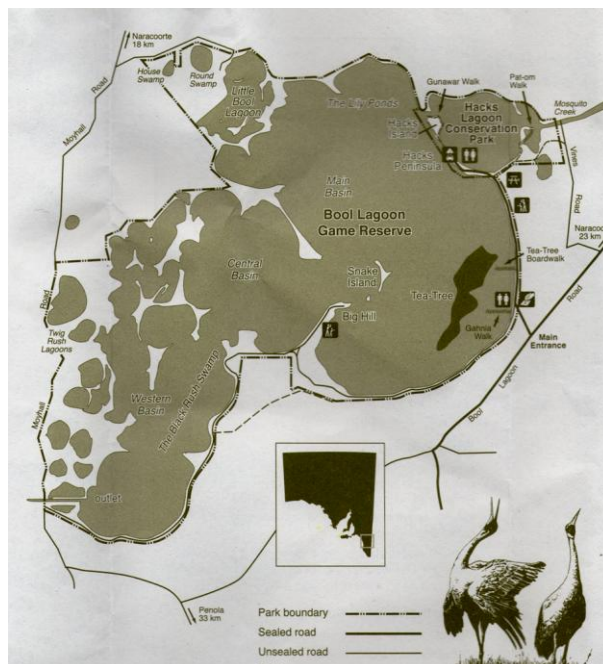 Naracoorte
18 km
House
Swamp
Round
Swamp
Moyhall
Road
Little
Bool
Lagoon
The Lily Ponds
Gunawar Walk
Pat-om
Walk
Mosquito
Creek
Hacks
Lagoon
Conservation
Park
Hacks
Island
Hacks
Peninsula
Vines
Road
Naracoorte
23 km
Main
Basin
Bool Lagoon
Game Reserve
Central
Basin
Snake
Island
Big Hill
Tea-Tree
Tea-Tree
Boardwalk
Gahnia
Walk
Main
Entrance
Road
Lagoon
Bool
Road
Twig
Rush
Lagoons
Moyhall
Western
Basin
The Black Rush Swamp
outlet
Penola
33 km
Park boundary
Sealed road
Unsealed road